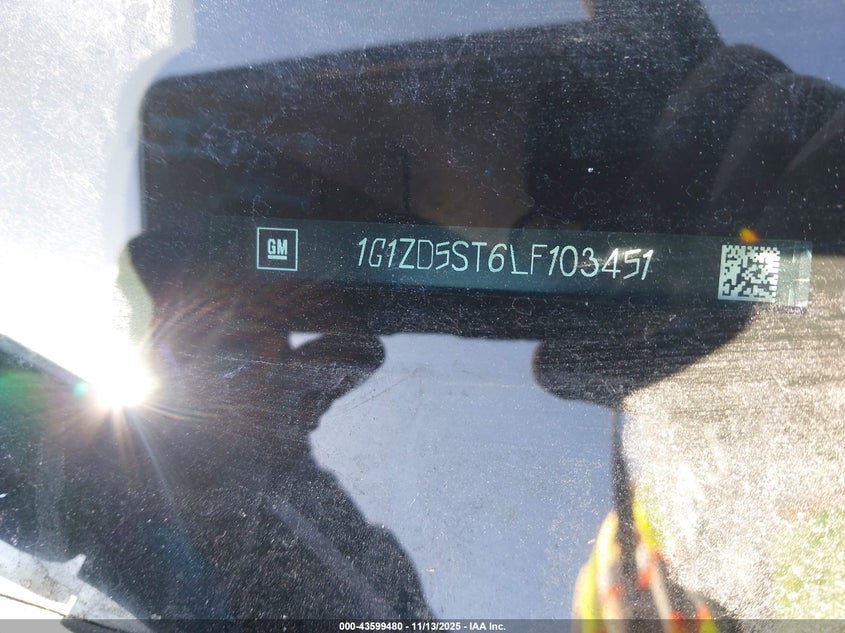 GM
1G1ZD5ST6LF103451
000-43599480 — 11/13/2025 — IAA Inc.